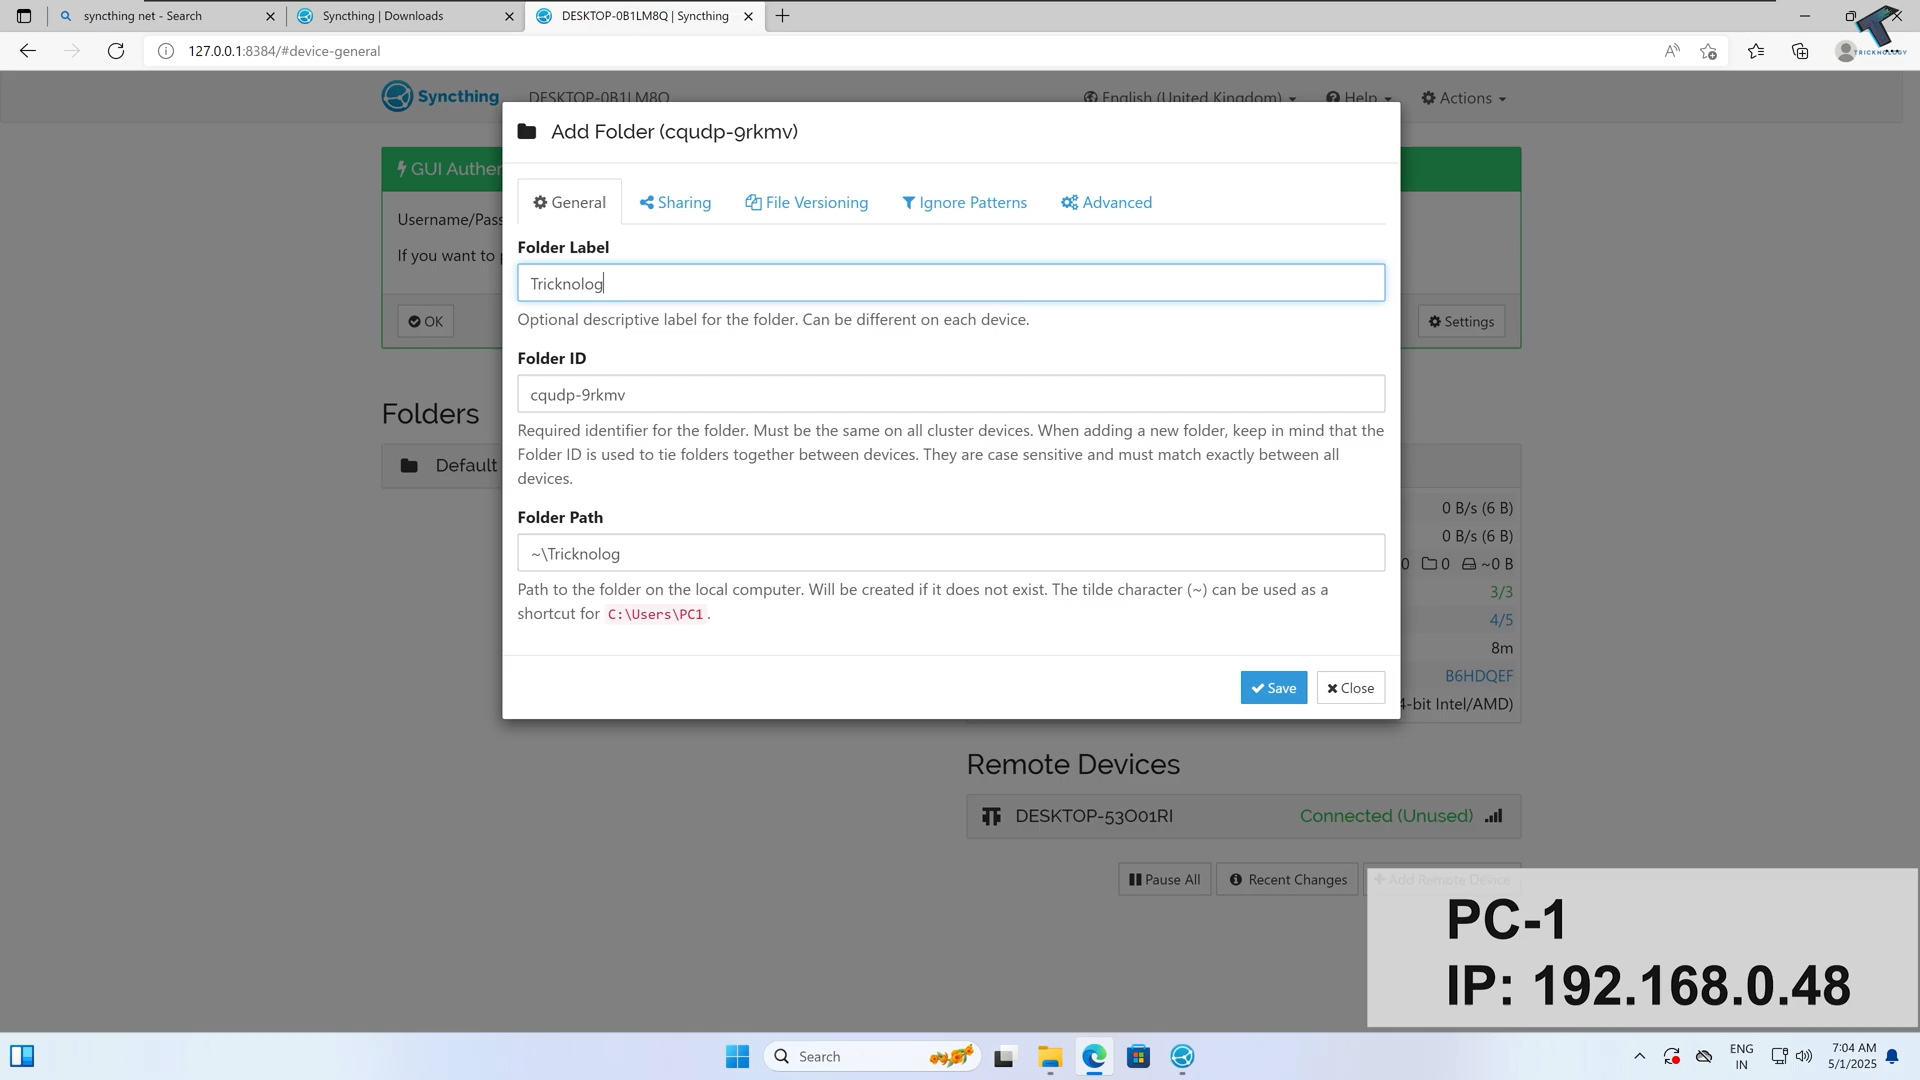 syncthing net - Search
Syncthing | Downloads
DESKTOP-0B1LM8Q | Syncthing
127.0.0.1:8384/#device-general
TRICKNOLOGY
Syncthing
DESKTOP-0B1LM8Q
English (United Kingdom)
Help
Actions
Add Folder (cqudp-9rkmv)
GUI Authen
Username/Pass
If you want to
OK
Settings
General
Sharing
File Versioning
Ignore Patterns
Advanced
Folder Label
Tricknolog
Optional descriptive label for the folder. Can be different on each device.
Folder ID
cqudp-9rkmv
Required identifier for the folder. Must be the same on all cluster devices. When adding a new folder, keep in mind that the
Folder ID is used to tie folders together between devices. They are case sensitive and must match exactly between all
devices.
Folder Path
~\Tricknolog
Path to the folder on the local computer. Will be created if it does not exist. The tilde character (~) can be used as a
shortcut for C:\Users\PC1.
Save
Close
Folders
Default
0 B/s (6 B)
0 B/s (6 B)
0 0 ~0 B
3/3
4/5
8m
B6HDQEF
4-bit Intel/AMD)
Remote Devices
DESKTOP-53O01RI
Connected (Unused)
Pause All
Recent Changes
Add Remote Device
PC-1
IP: 192.168.0.48
Search
ENG
IN
7:04 AM
5/1/2025